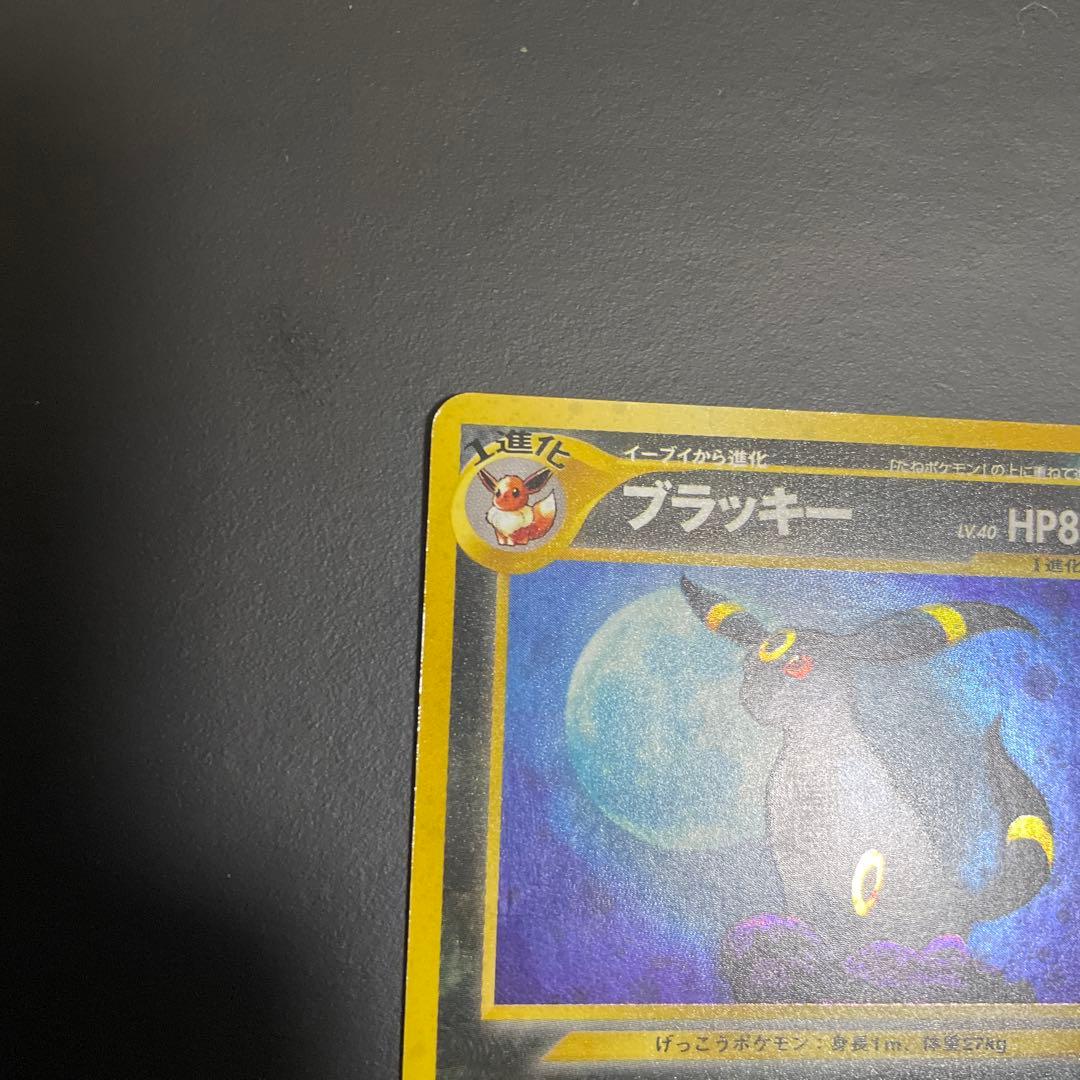 1進化
イーブイから進化
「たねポケモン」の上に重ねて
ブラッキー
LV.40 HP8
1進化
げっこうポケモン：身長1m, 体重27kg